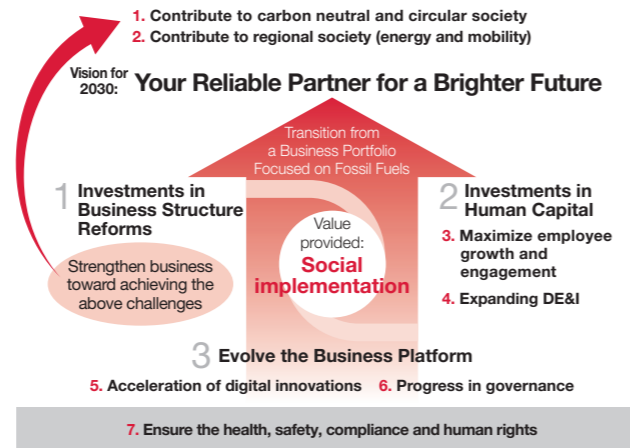 1. Contribute to carbon neutral and circular society
2. Contribute to regional society (energy and mobility)
Vision for
2030:
Your Reliable Partner for a Brighter Future
Transition from
a Business Portfolio
Focused on Fossil Fuels
1 Investments in
Business Structure
Reforms
Strengthen business
toward achieving the
above challenges
Value
provided:
Social
implementation
2 Investments in
Human Capital
3. Maximize employee
growth and
engagement
4. Expanding DE&I
3 Evolve the Business Platform
5. Acceleration of digital innovations 6. Progress in governance
7. Ensure the health, safety, compliance and human rights